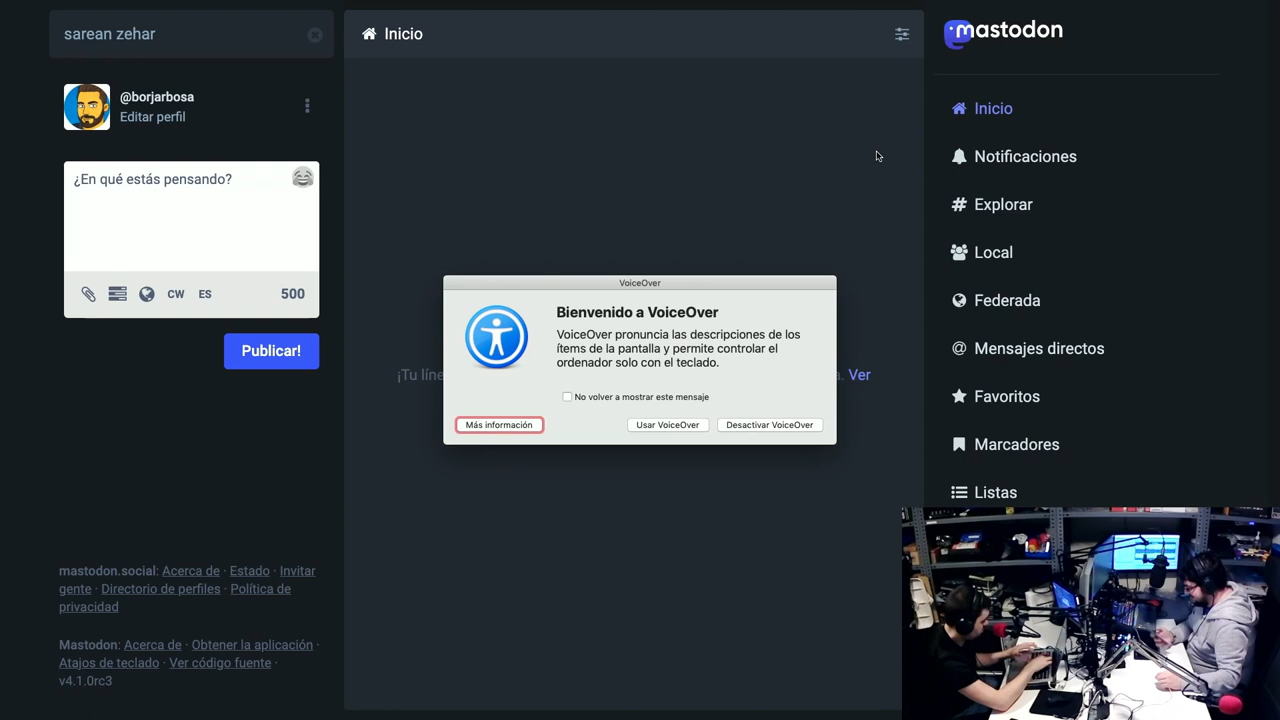 sarean zehar
@borjarbosa
Editar perfil
¿En qué estás pensando?
CW
ES
500
Publicar!
mastodon.social: Acerca de · Estado · Invitar
gente · Directorio de perfiles · Política de
privacidad
Mastodon: Acerca de · Obtener la aplicación ·
Atajos de teclado · Ver código fuente ·
v4.1.0rc3
Inicio
¡Tu líne
a. Ver
VoiceOver
Bienvenido a VoiceOver
VoiceOver pronuncia las descripciones de los
ítems de la pantalla y permite controlar el
ordenador solo con el teclado.
No volver a mostrar este mensaje
Más información
Usar VoiceOver
Desactivar VoiceOver
mastodon
Inicio
Notificaciones
Explorar
Local
Federada
Mensajes directos
Favoritos
Marcadores
Listas